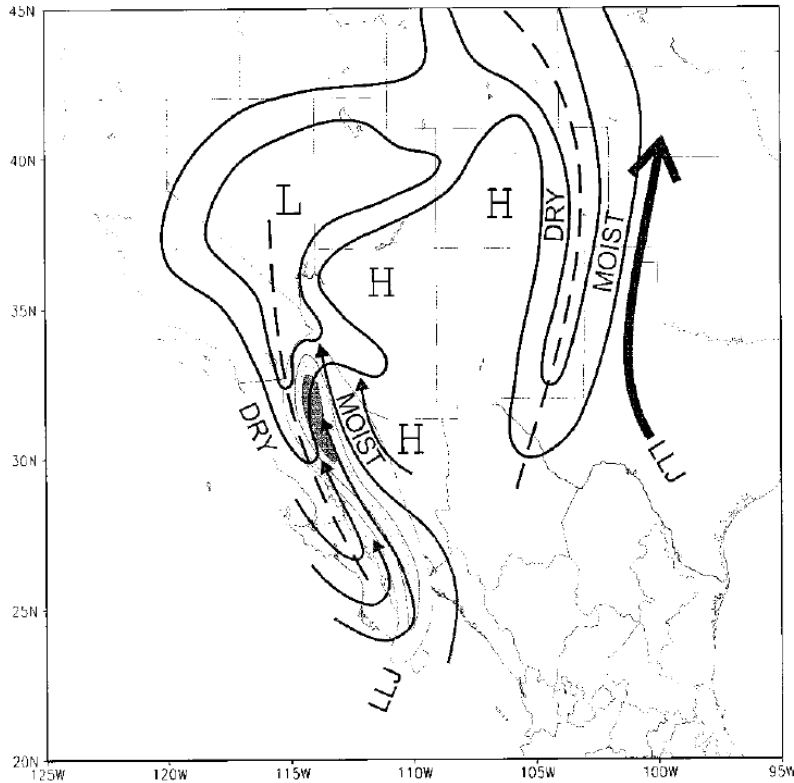 45N
40N
35N
30N
25N
20N
125W
120W
115W
110W
105W
100W
95W
L
H
H
H
DRY
MOIST
DRY
MOIST
LLJ
LLJ